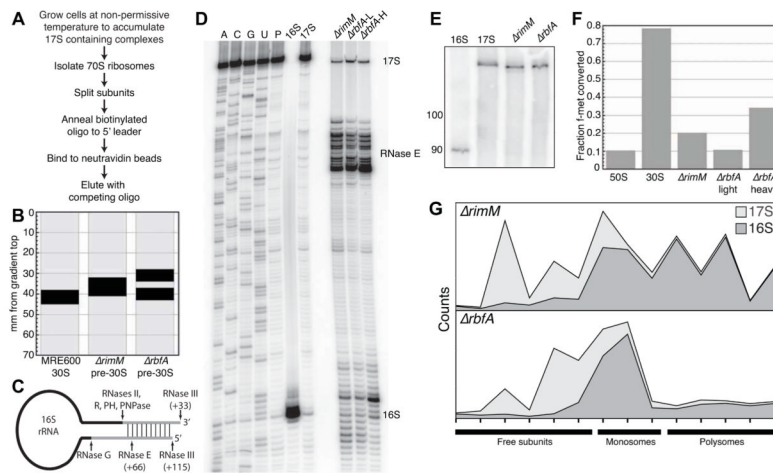 A
Grow cells at non-permissive
temperature to accumulate
17S containing complexes
Isolate 70S ribosomes
Split subunits
Anneal biotinylated
oligo to 5' leader
Bind to neutravidin beads
Elute with
competing oligo
B
mm from gradient top
0
10
20
30
40
50
60
70
MRE600
30S
ΔrimM
pre-30S
ΔrbfA
pre-30S
C
16S
rRNA
RNases II,
R, PH, PNPase
RNase III
(+33)
3'
5'
RNase G
RNase E
(+66)
RNase III
(+115)
D
A C G U P 16S 17S ΔrimM ΔrbfA-L ΔrbfA-H
17S
RNase E
16S
E
16S 17S ΔrimM ΔrbfA
100
90
F
Fraction f-met converted
0.8
0.7
0.6
0.5
0.4
0.3
0.2
0.1
0
50S
30S
ΔrimM
ΔrbfA
light
ΔrbfA
heavy
G
ΔrimM
17S
16S
Counts
ΔrbfA
Free subunits
Monosomes
Polysomes